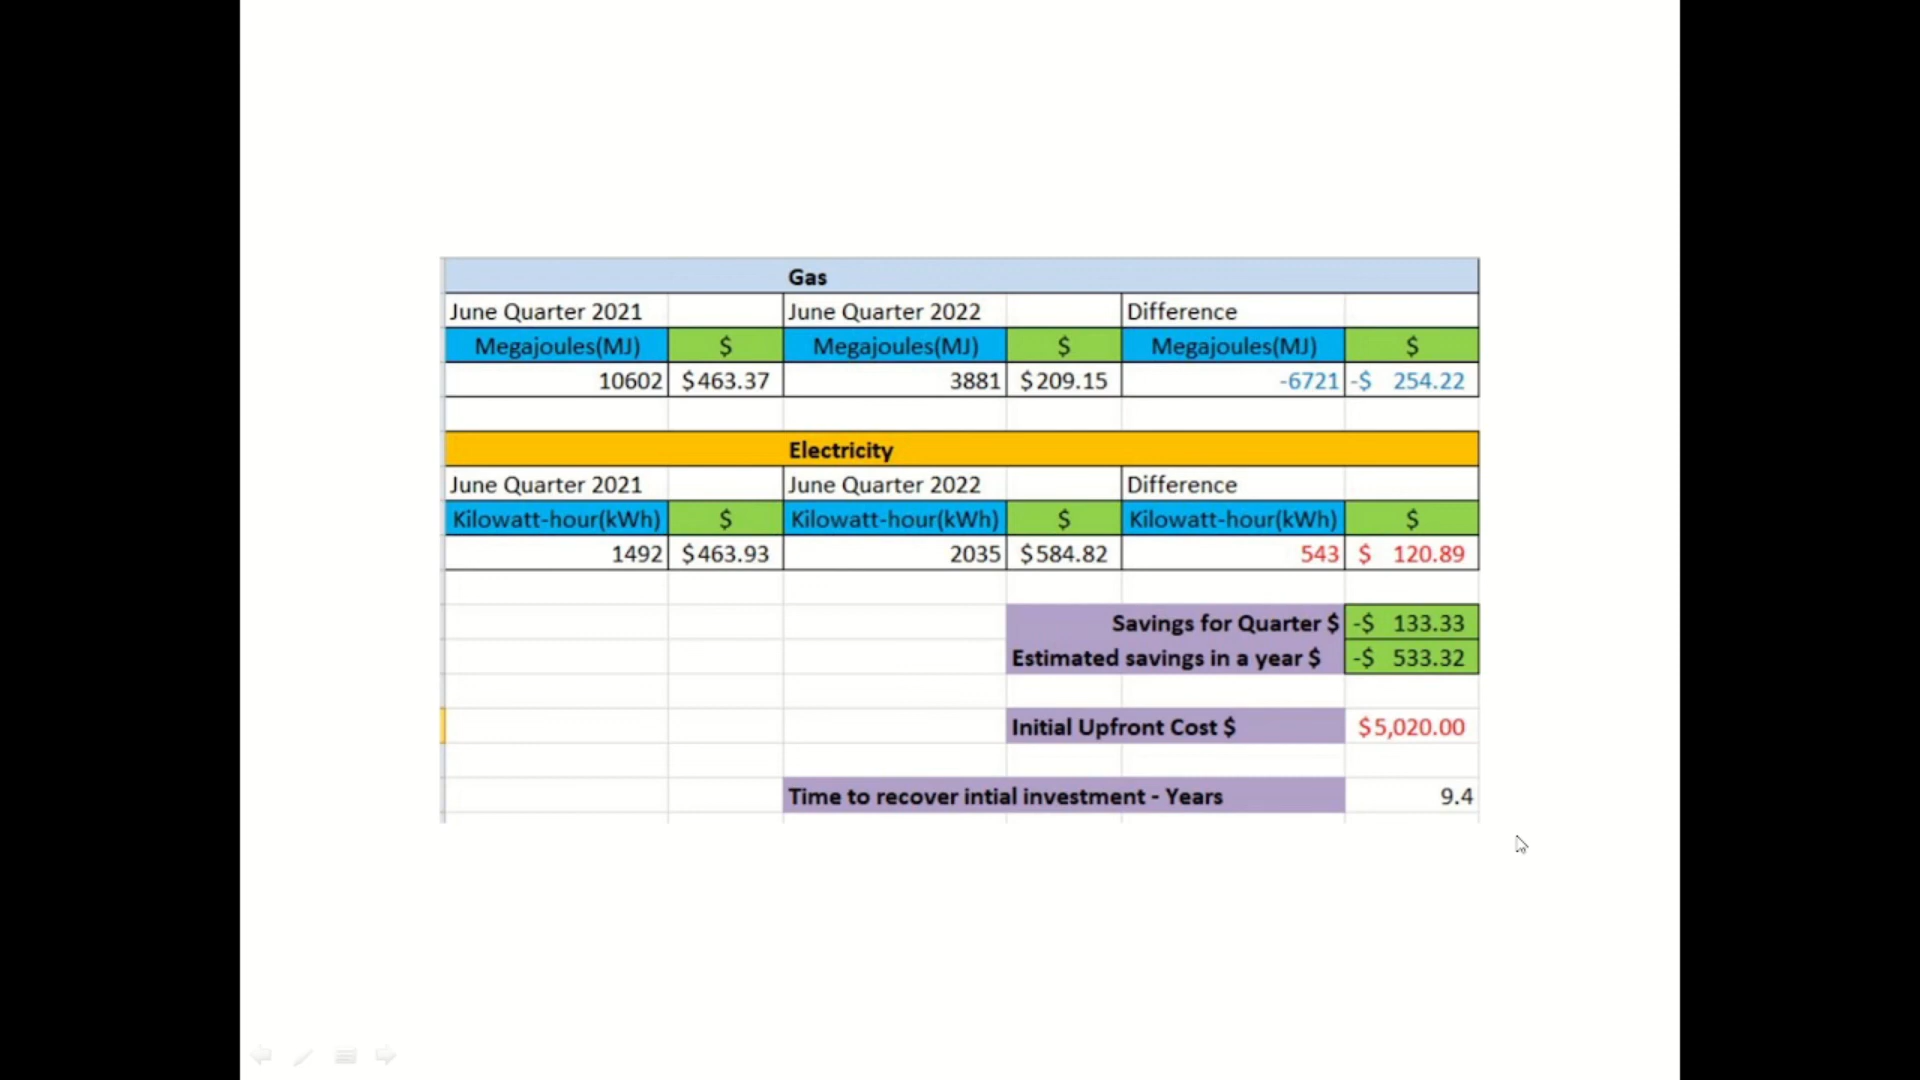 Gas
June Quarter 2021 June Quarter 2022 Difference
Megajoules(MJ) $ Megajoules(MJ) $ Megajoules(MJ) $
10602 $463.37 3881 $209.15 -6721 -$ 254.22
Electricity
June Quarter 2021 June Quarter 2022 Difference
Kilowatt-hour(kWh) $ Kilowatt-hour(kWh) $ Kilowatt-hour(kWh) $
1492 $463.93 2035 $584.82 543 $ 120.89
Savings for Quarter $ -$ 133.33
Estimated savings in a year $ -$ 533.32
Initial Upfront Cost $ $5,020.00
Time to recover intial investment - Years 9.4